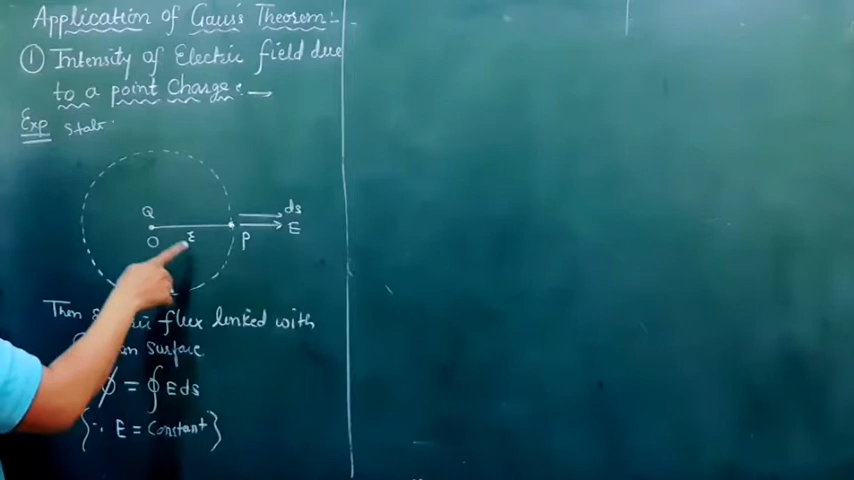 Application of Gauss's Theorem :-
① Intensity of Electric field due
to a point charge : →
Exp
Q
O
r
P
ds
E
Then flux linked with
surface
ϕ = ∮ E ds
{∵ E = Constant}